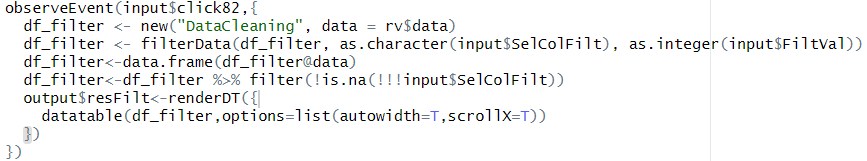 observeEvent(input$click82,{
  df_filter <- new("DataCleaning", data = rv$data)
  df_filter <- filterData(df_filter, as.character(input$SelColFilt), as.integer(input$FiltVal))
  df_filter<-data.frame(df_filter@data)
  df_filter<-df_filter %>% filter(!is.na(!!!input$SelColFilt))
  output$resFilt<-renderDT({
    datatable(df_filter,options=list(autowidth=T,scrollX=T))
  })
})